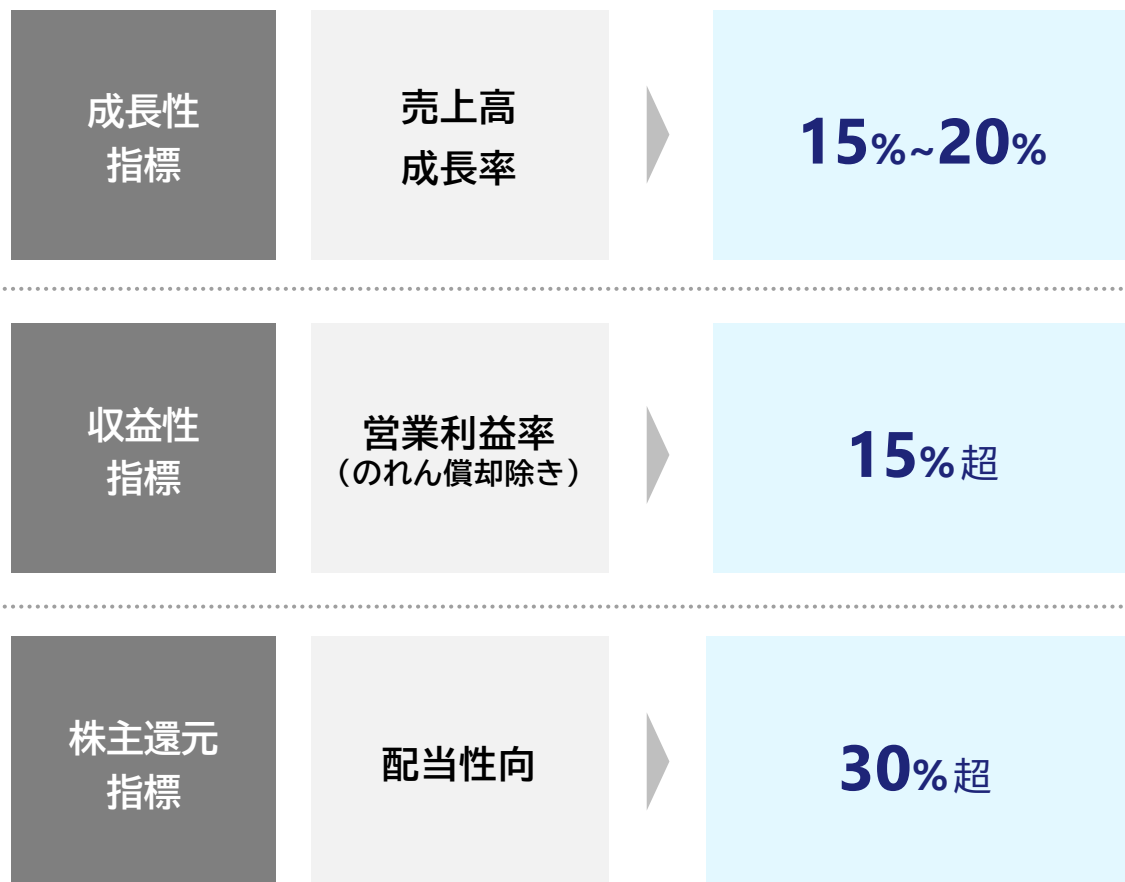 成長性
指標
売上高
成長率
15%~20%
収益性
指標
営業利益率
（のれん償却除き）
15%超
株主還元
指標
配当性向
30%超